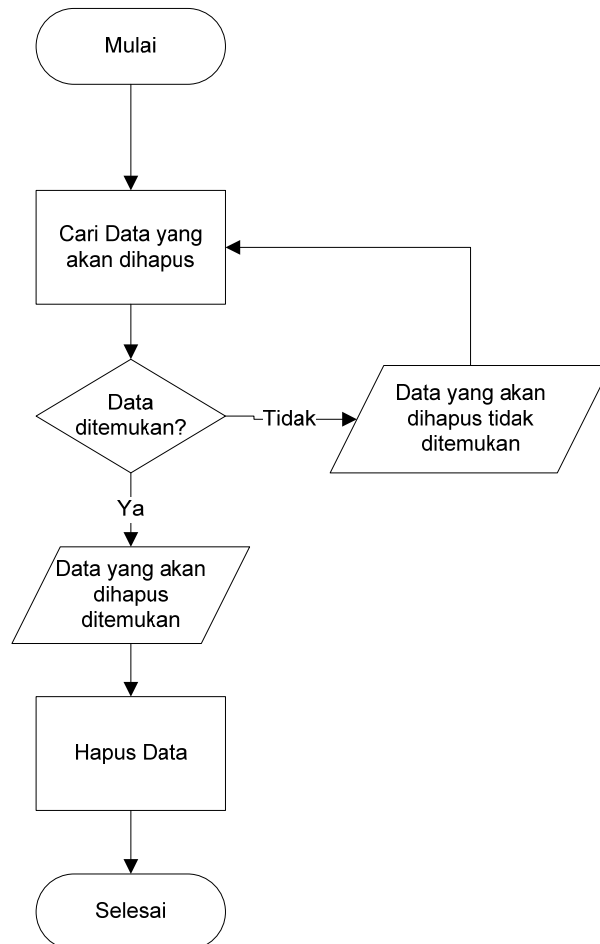 Mulai
Cari Data yang
akan dihapus
Data
ditemukan?
Tidak
Data yang akan
dihapus tidak
ditemukan
Ya
Data yang akan
dihapus
ditemukan
Hapus Data
Selesai